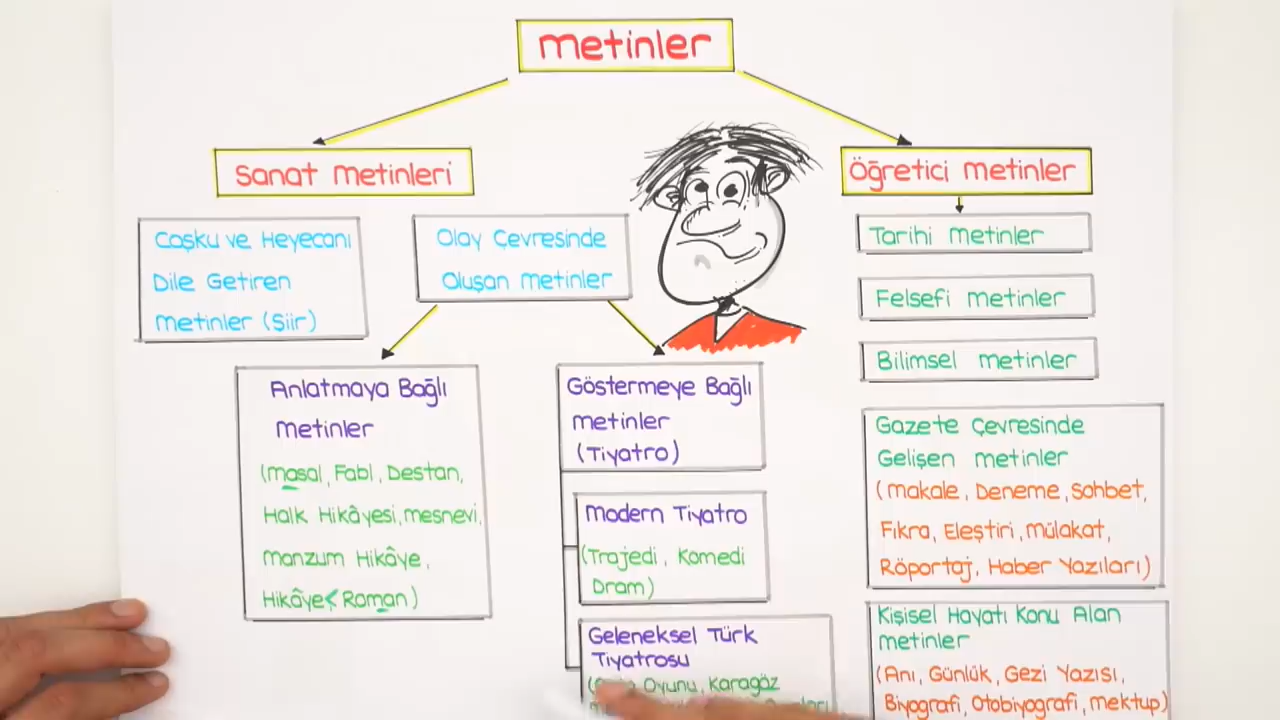 metinler
Sanat metinleri
Coşku ve Heyecanı
Dile Getiren
metinler (Şiir)
Olay Çevresinde
Oluşan metinler
Anlatmaya Bağlı
metinler
(masal, Fabl, Destan,
Halk Hikâyesi, mesnevi,
manzum Hikâye,
Hikâye < Roman)
Göstermeye Bağlı
metinler
(Tiyatro)
Modern Tiyatro
(Trajedi, Komedi
Dram)
Geleneksel Türk
Tiyatrosu
Oyunu, Karagöz
Öğretici metinler
Tarihi metinler
Felsefi metinler
Bilimsel metinler
Gazete Çevresinde
Gelişen metinler
(makale, Deneme, Sohbet,
Fıkra, Eleştiri, mülakat,
Röportaj, Haber Yazıları)
Kişisel Hayatı Konu Alan
metinler
(Anı, Günlük, Gezi Yazısı,
Biyografi, Otobiyografi, mektup)